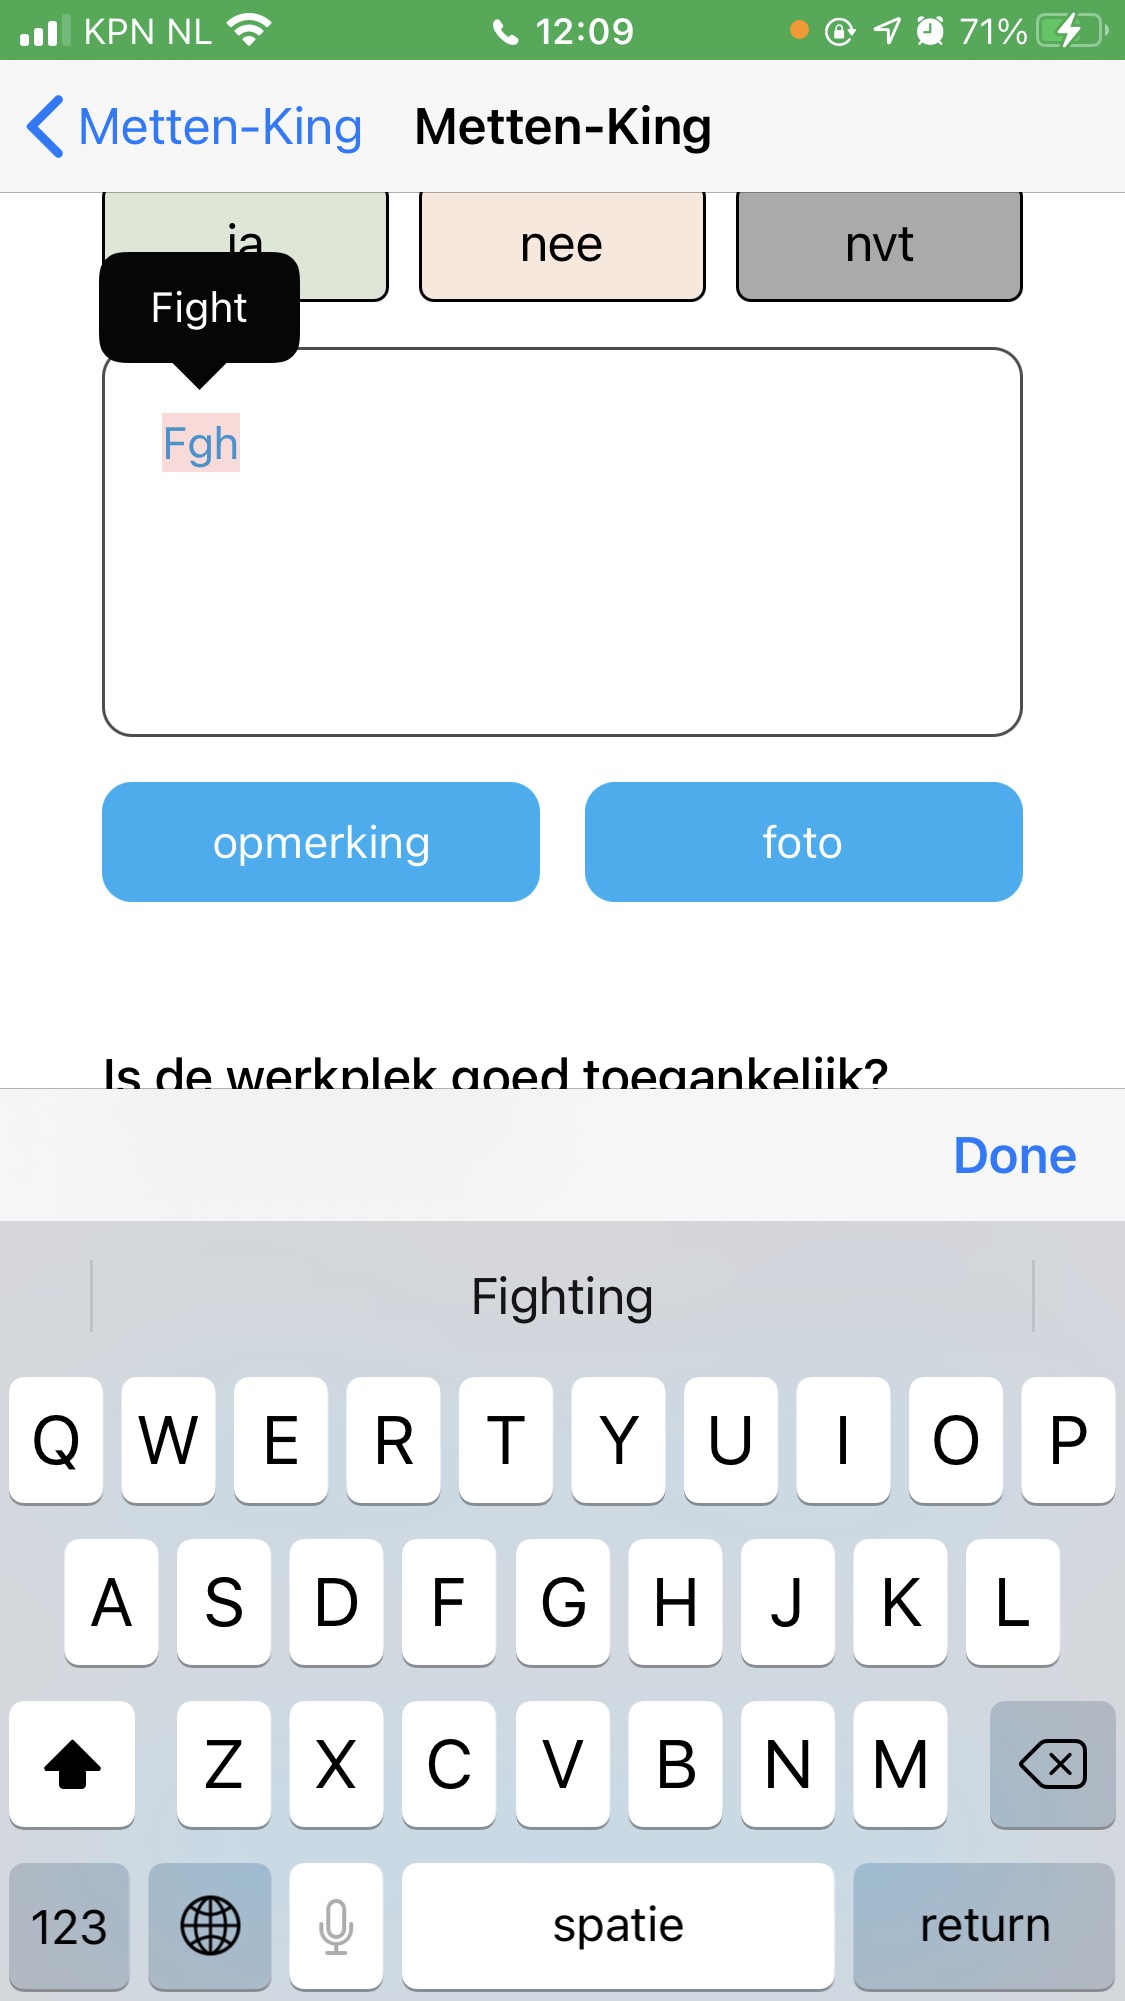 KPN NL 12:09 71%
Metten-King Metten-King
ja nee nvt
Fight
Fgh
opmerking foto
Is de werkplek goed toegankelijk?
Done
Fighting
Q W E R T Y U I O P
A S D F G H J K L
Z X C V B N M
123 spatie return